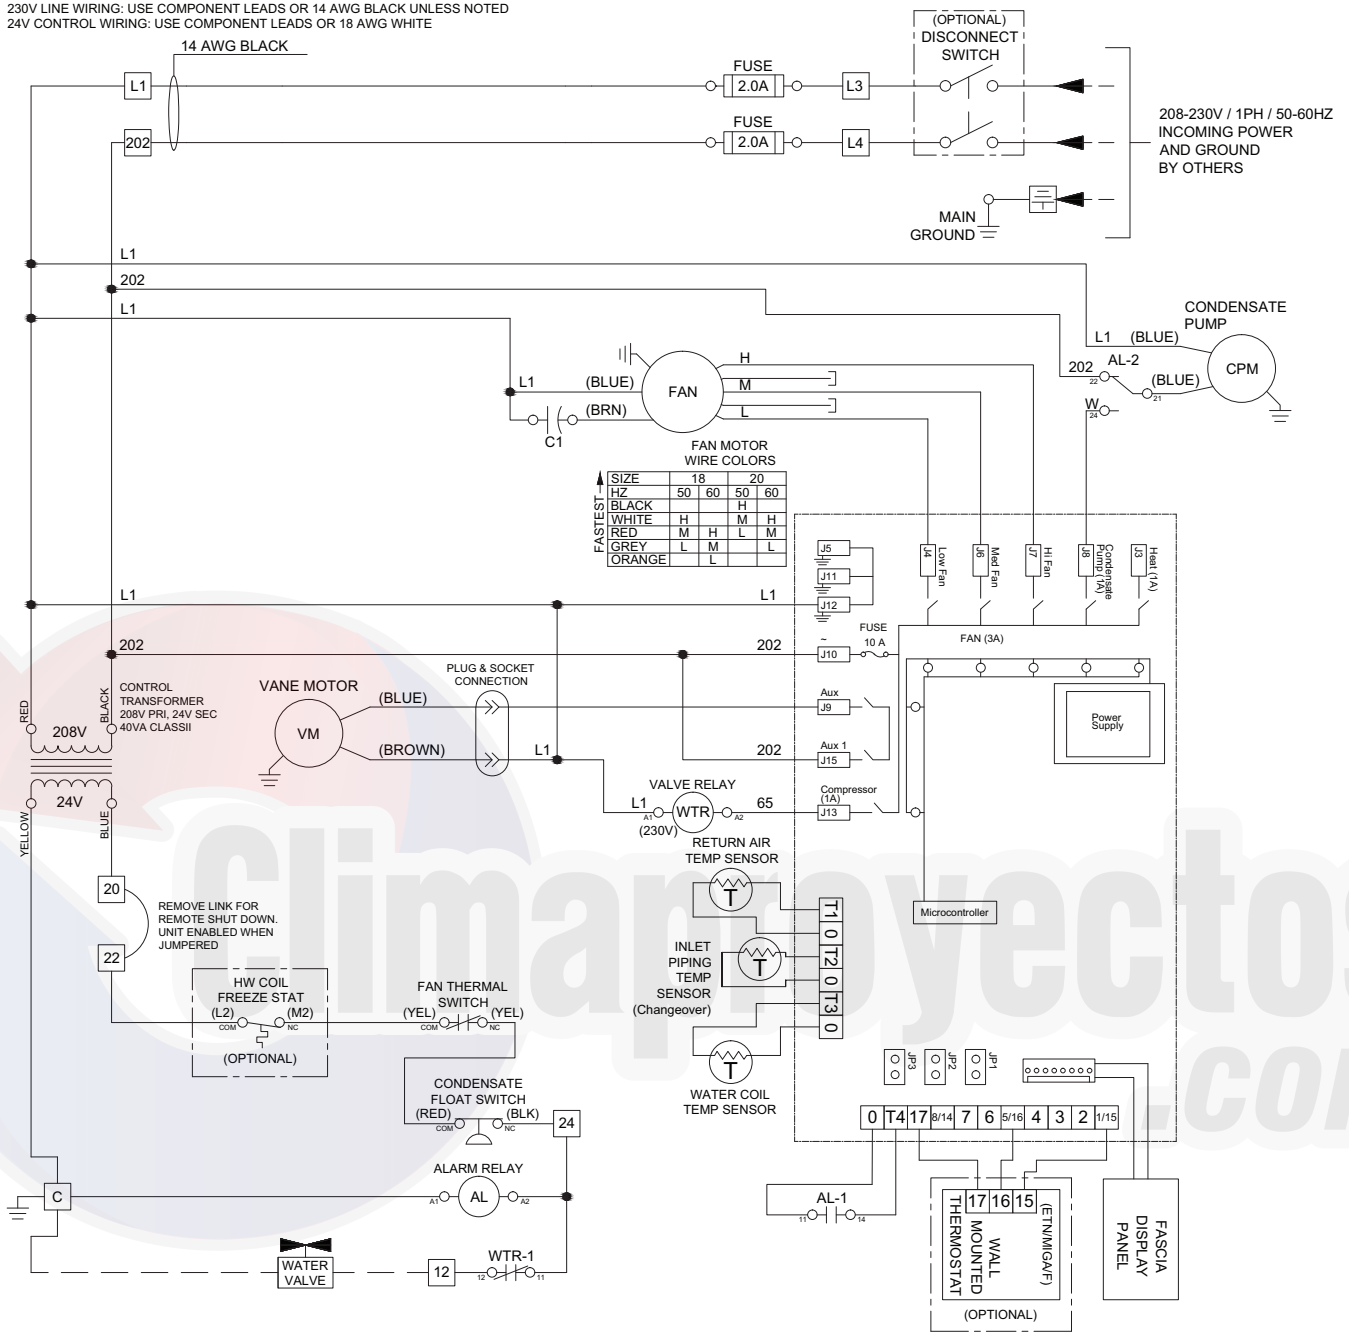 230V LINE WIRING: USE COMPONENT LEADS OR 14 AWG BLACK UNLESS NOTED
24V CONTROL WIRING: USE COMPONENT LEADS OR 18 AWG WHITE
14 AWG BLACK
L1
202
FUSE
2.0A
L3
FUSE
2.0A
L4
(OPTIONAL)
DISCONNECT
SWITCH
208-230V / 1PH / 50-60HZ
INCOMING POWER
AND GROUND
BY OTHERS
MAIN
GROUND
L1
202
L1
CONDENSATE
PUMP
L1 (BLUE)
202 AL-2
22
(BLUE)
21
CPM
W
24
L1 (BLUE)
FAN
(BRN)
C1
H
M
L
FAN MOTOR
WIRE COLORS
FASTEST
SIZE 18 20
HZ 50 60 50 60
BLACK H
WHITE H M H
RED M H L M
GREY L M L
ORANGE L
J5
J11
J12
L1
L1
J4 Low Fan
J6 Med Fan
J7 Hi Fan
J8 Condensate Pump (1A)
J3 Heat (1A)
FAN (3A)
202
202
~
J10
FUSE
10 A
RED
BLACK
CONTROL
TRANSFORMER
208V PRI, 24V SEC
40VA CLASSII
208V
24V
YELLOW
BLUE
VANE MOTOR
VM
(BLUE)
(BROWN)
PLUG & SOCKET
CONNECTION
L1
Aux
J9
202
Aux 1
J15
Power
Supply
VALVE RELAY
L1
A1
WTR
A2
65
(230V)
Compressor
(1A)
J13
RETURN AIR
TEMP SENSOR
T
INLET
PIPING
TEMP
SENSOR
(Changeover)
T
T
WATER COIL
TEMP SENSOR
T1
0
T2
0
T3
0
Microcontroller
20
REMOVE LINK FOR
REMOTE SHUT DOWN.
UNIT ENABLED WHEN
JUMPERED
22
HW COIL
FREEZE STAT
(L2) (M2)
COM NC
(OPTIONAL)
FAN THERMAL
SWITCH
(YEL) (YEL)
COM NC
CONDENSATE
FLOAT SWITCH
(RED) (BLK)
COM NC
24
ALARM RELAY
A1 AL A2
C
WATER
VALVE
12
WTR-1
12 11
JP3
JP2
JP1
0 T4 17 8/14 7 6 5/16 4 3 2 1/15
AL-1
11 14
17 16 15
(ETN/MIGA/F)
WALL
MOUNTED
THERMOSTAT
(OPTIONAL)
FASCIA
DISPLAY
PANEL
Climaproyectos
.com